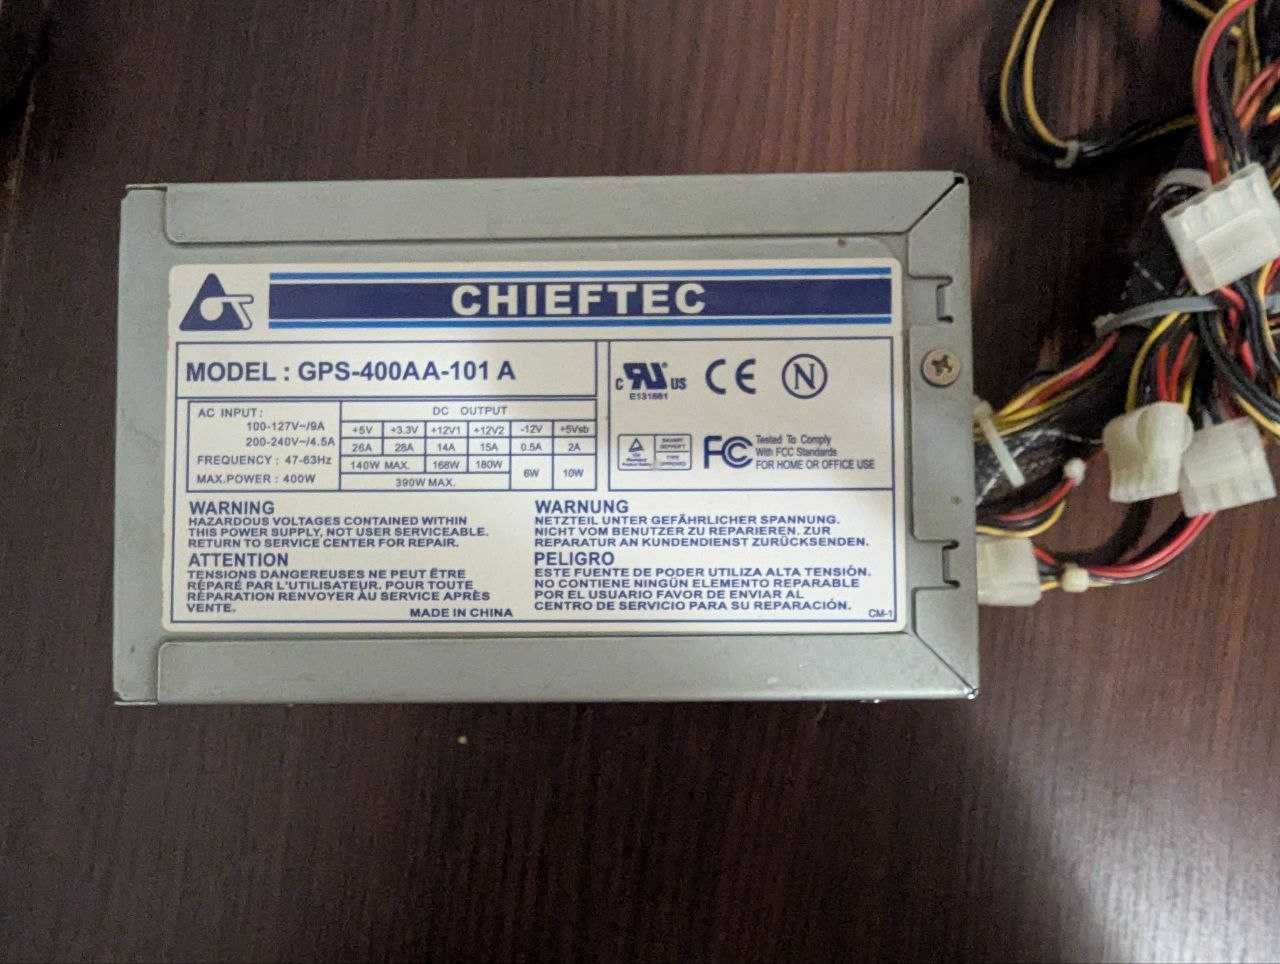 CHIEFTEC
MODEL : GPS-400AA-101 A
AC INPUT :
100-127V~/9A
200-240V~/4.5A
FREQUENCY : 47-63Hz
MAX.POWER : 400W
DC OUTPUT
+5V +3.3V +12V1 +12V2 -12V +5Vsb
26A 28A 14A 15A 0.5A 2A
140W MAX. 168W 180W 6W 10W
390W MAX.
C RU US
E131881
CE
N
FC
Tested To Comply
With FCC Standards
FOR HOME OR OFFICE USE
WARNING
HAZARDOUS VOLTAGES CONTAINED WITHIN
THIS POWER SUPPLY, NOT USER SERVICEABLE.
RETURN TO SERVICE CENTER FOR REPAIR.
ATTENTION
TENSIONS DANGEREUSES NE PEUT ÊTRE
RÉPARÉ PAR L'UTILISATEUR. POUR TOUTE
RÉPARATION RENVOYER AU SERVICE APRÈS
VENTE.
MADE IN CHINA
WARNUNG
NETZTEIL UNTER GEFÄHRLICHER SPANNUNG.
NICHT VOM BENUTZER ZU REPARIEREN. ZUR
REPARATUR AN KUNDENDIENST ZURÜCKSENDEN.
PELIGRO
ESTE FUENTE DE PODER UTILIZA ALTA TENSIÓN.
NO CONTIENE NINGÚN ELEMENTO REPARABLE
POR EL USUARIO FAVOR DE ENVIAR AL
CENTRO DE SERVICIO PARA SU REPARACIÓN.
CM-1